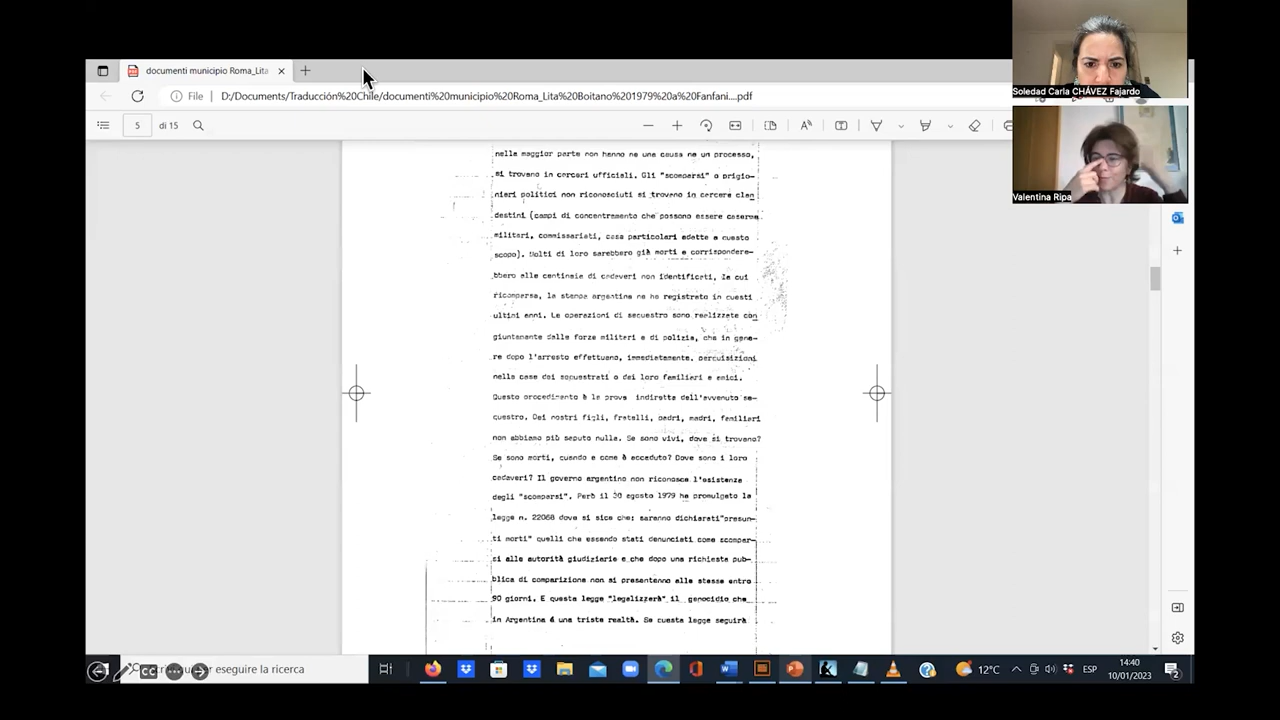 documenti municipio Roma_Lita
File
D:/Documents/Traducción%20Chile/documenti%20municipio%20Roma_Lita%20Boitano%201979%20a%20Fanfani....pdf
5 di 15
Soledad Carla CHÁVEZ Fajardo
Valentina Ripa
nella maggior parte non hanno ne una causa ne un processo,
si trovano in carceri ufficiali. Gli "scomparsi" o prigio-
nieri politici non riconosciuti si trovano in carcere clan
destini (campi di concentramento che possono essere caserme
militari, commissariati, case particolari adatte a questo
scopo). Molti di loro sarebbero già morti e corrispondere-
bbero alle centinaia di cadaveri non identificati, la cui
ricomparsa, la stampa argentina ne ha registrato in questi
ultimi anni. Le operazioni di sequestro sono realizzate con
giuntamente dalle forze militari e di polizia, che in gene-
re dopo l'arresto effettuano, immediatamente, perquisizioni
nelle case dei sequestrati o dei loro familiari e amici.
Questo procedimento è la prova indiretta dell'avvenuto se-
questro. Dei nostri figli, fratelli, padri, madri, familiari
non abbiamo più saputo nulla. Se sono vivi, dove si trovano?
Se sono morti, quando e come è accaduto? Dove sono i loro
cadaveri? Il governo argentino non riconosce l'esistenza
degli "scomparsi". Però il 30 agosto 1979 ha promulgato la
legge n. 22068 dove si sice che: saranno dichiarati"presun-
ti morti" quelli che essendo stati denunciati come scompar-
si alle autorità giudiziarie e che dopo una richiesta pub-
blica di comparizione non si presentanno alle stesse entro
90 giorni. E questa legge "legalizzerà" il genocidio che
in Argentina é una triste realtà. Se questa legge seguirà
eseguire la ricerca
12°C
ESP
14:40
10/01/2023